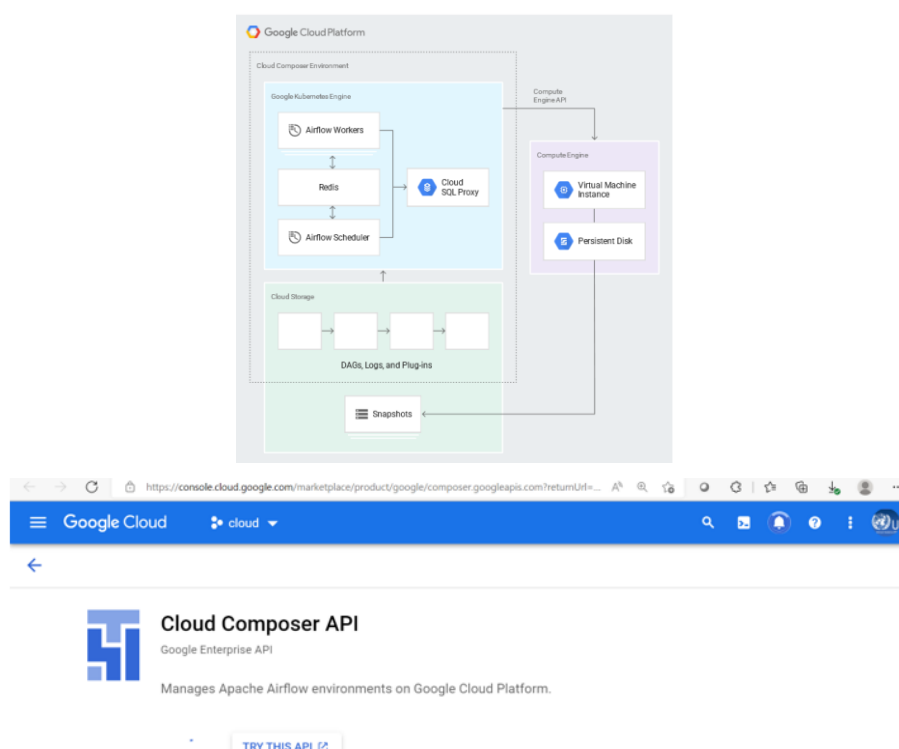 Google Cloud Platform
Cloud Composer Environment
Google Kubernetes Engine
Airflow Workers
Redis
Airflow Scheduler
Cloud
SQL Proxy
Compute
Engine API
Compute Engine
Virtual Machine
Instance
Persistent Disk
Cloud Storage
DAGs, Logs, and Plug-ins
Snapshots
https://console.cloud.google.com/marketplace/product/google/composer.googleapis.com?returnUrl=...
Google Cloud
cloud
Cloud Composer API
Google Enterprise API
Manages Apache Airflow environments on Google Cloud Platform.
TRY THIS API